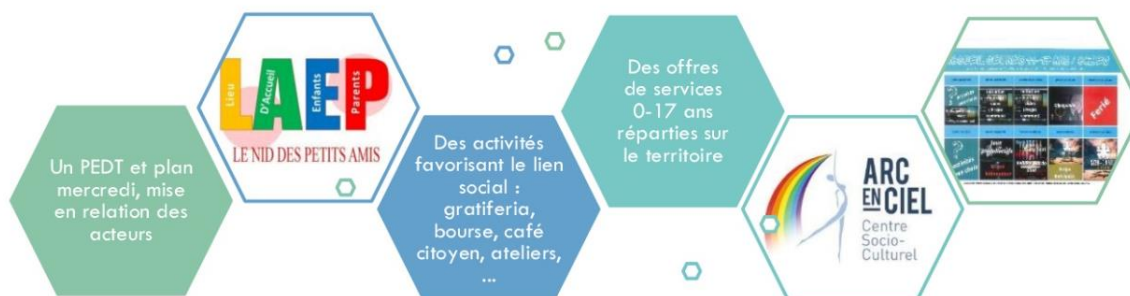 Un PEDT et plan
mercredi, mise
en relation des
acteurs
LAEP
Lieu
D'Accueil
Enfants
Parents
LE NID DES PETITS AMIS
Des activités
favorisant le lien
social :
gratiferia,
bourse, café
citoyen, ateliers,
...
Des offres
de services
0-17 ans
réparties sur
le territoire
ARC
EN CIEL
Centre
Socio-
Culturel
Férié